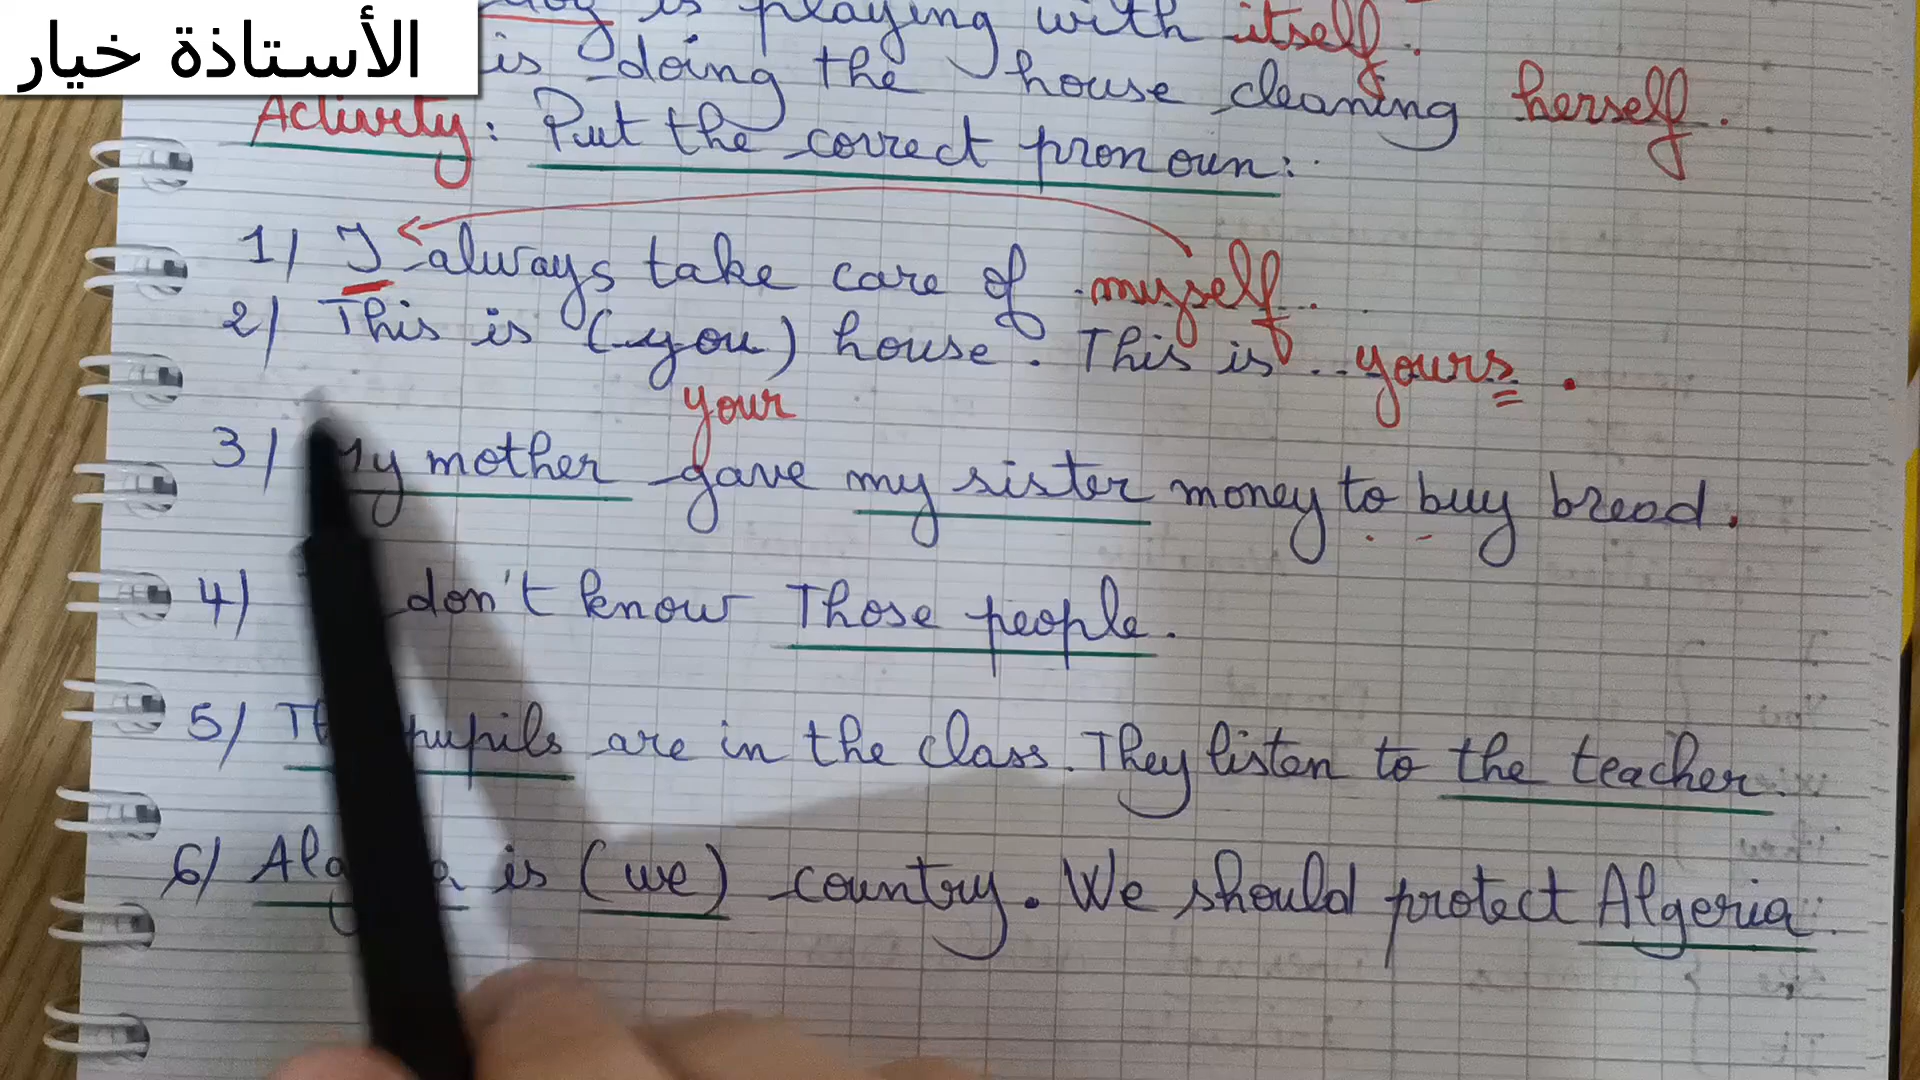 الأستاذة خيار
is playing with itself.
is doing the house cleaning herself.
Activity: Put the correct pronoun:
1/ I always take care of myself.
2/ This is (you) house. This is yours.
your
3/ My mother gave my sister money to buy bread.
4/ don't know those people.
5/ The pupils are in the class. They listen to the teacher.
6/ Algeria is (we) country. We should protect Algeria.